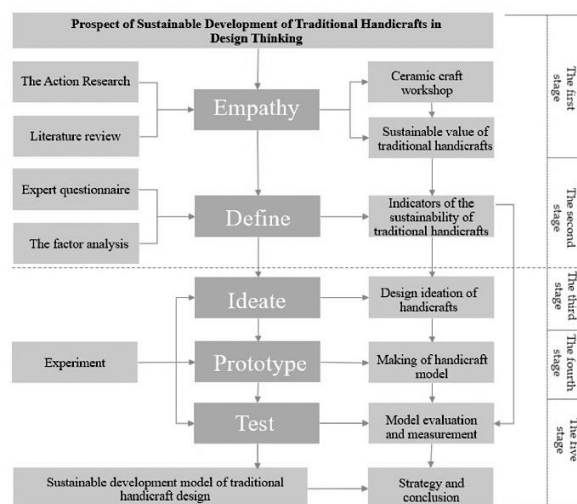 Prospect of Sustainable Development of Traditional Handicrafts in
Design Thinking
The Action Research
Literature review
Empathy
Ceramic craft
workshop
Sustainable value of
traditional handicrafts
The first
stage
Expert questionnaire
The factor analysis
Define
Indicators of the
sustainability of
traditional handicrafts
The second
stage
Ideate
Design ideation of
handicrafts
The third
stage
Experiment
Prototype
Making of handicraft
model
The fourth
stage
Test
Model evaluation
and measurement
The five
stage
Sustainable development model of traditional
handicraft design
Strategy and
conclusion